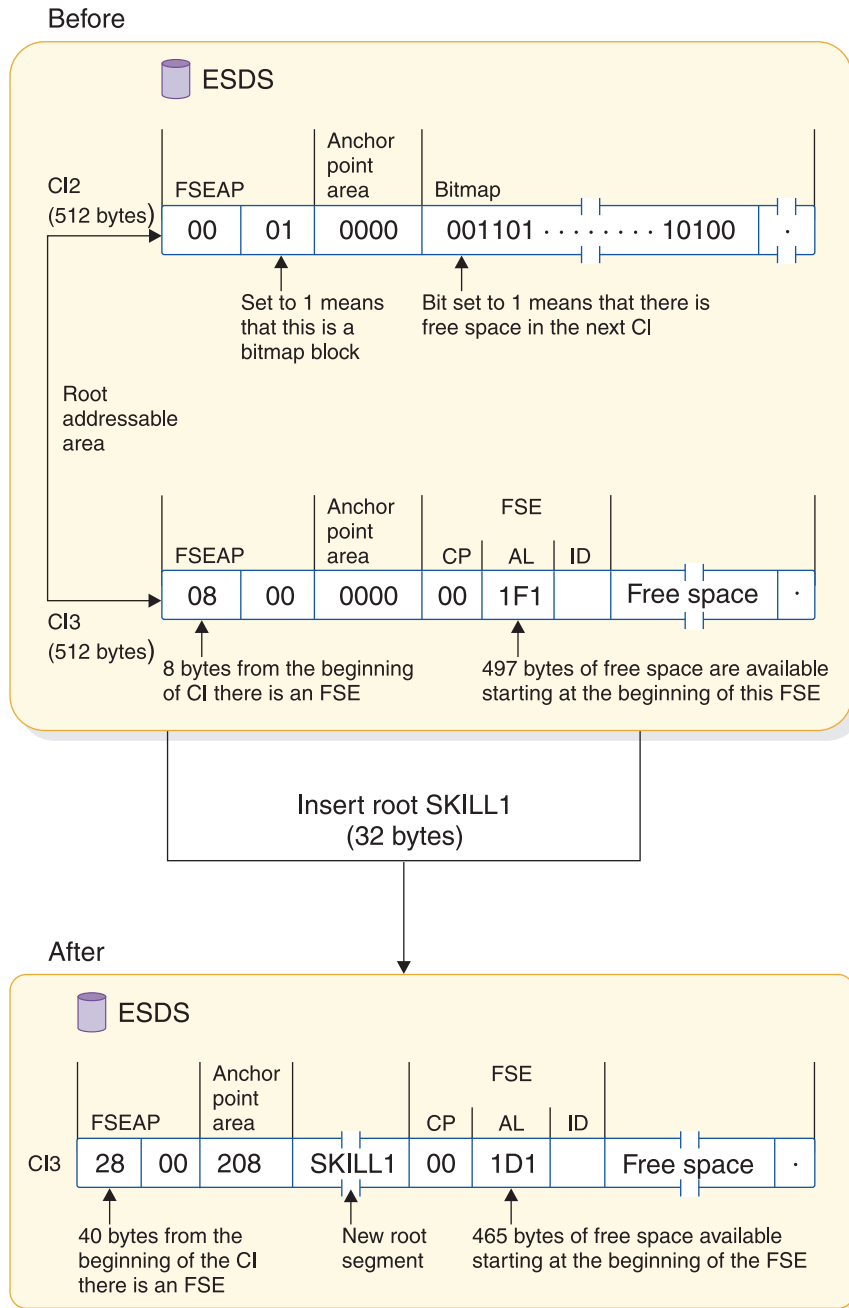 Before
ESDS
CI2
(512 bytes)
FSEAP
Anchor
point
area
Bitmap
00 01 0000 001101 · · · · · · · · 10100 ·
Set to 1 means
that this is a
bitmap block
Bit set to 1 means that there is
free space in the next CI
Root
addressable
area
FSEAP
Anchor
point
area
FSE
CP AL ID
08 00 0000 00 1F1 Free space ·
CI3
(512 bytes)
8 bytes from the beginning
of CI there is an FSE
497 bytes of free space are available
starting at the beginning of this FSE
Insert root SKILL1
(32 bytes)
After
ESDS
FSEAP
Anchor
point
area
FSE
CP AL ID
CI3 28 00 208 SKILL1 00 1D1 Free space ·
40 bytes from the
beginning of the CI
there is an FSE
New root
segment
465 bytes of free space available
starting at the beginning of the FSE